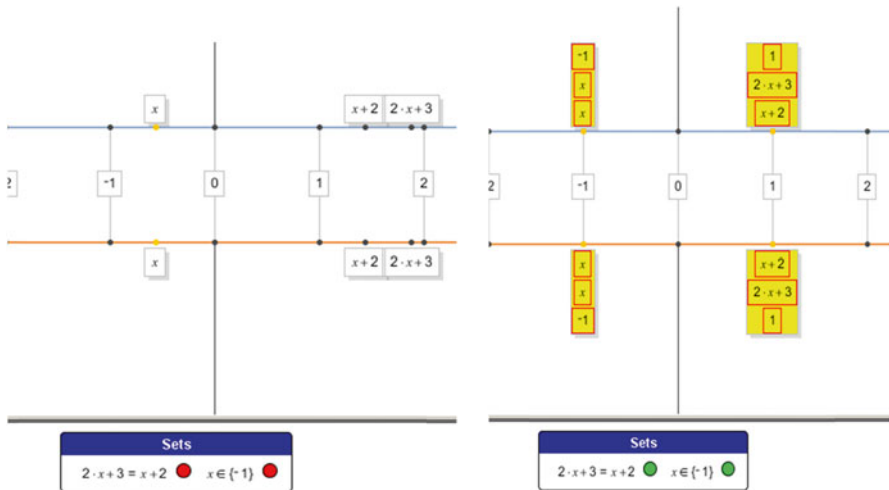 x x+2 2·x+3
2 -1 0 1 2
x x+2 2·x+3
Sets
2·x+3 = x+2 x∈{-1}
-1 1
x 2·x+3
x x+2
2 -1 0 1 2
x x+2
x 2·x+3
-1 1
Sets
2·x+3 = x+2 x∈{-1}